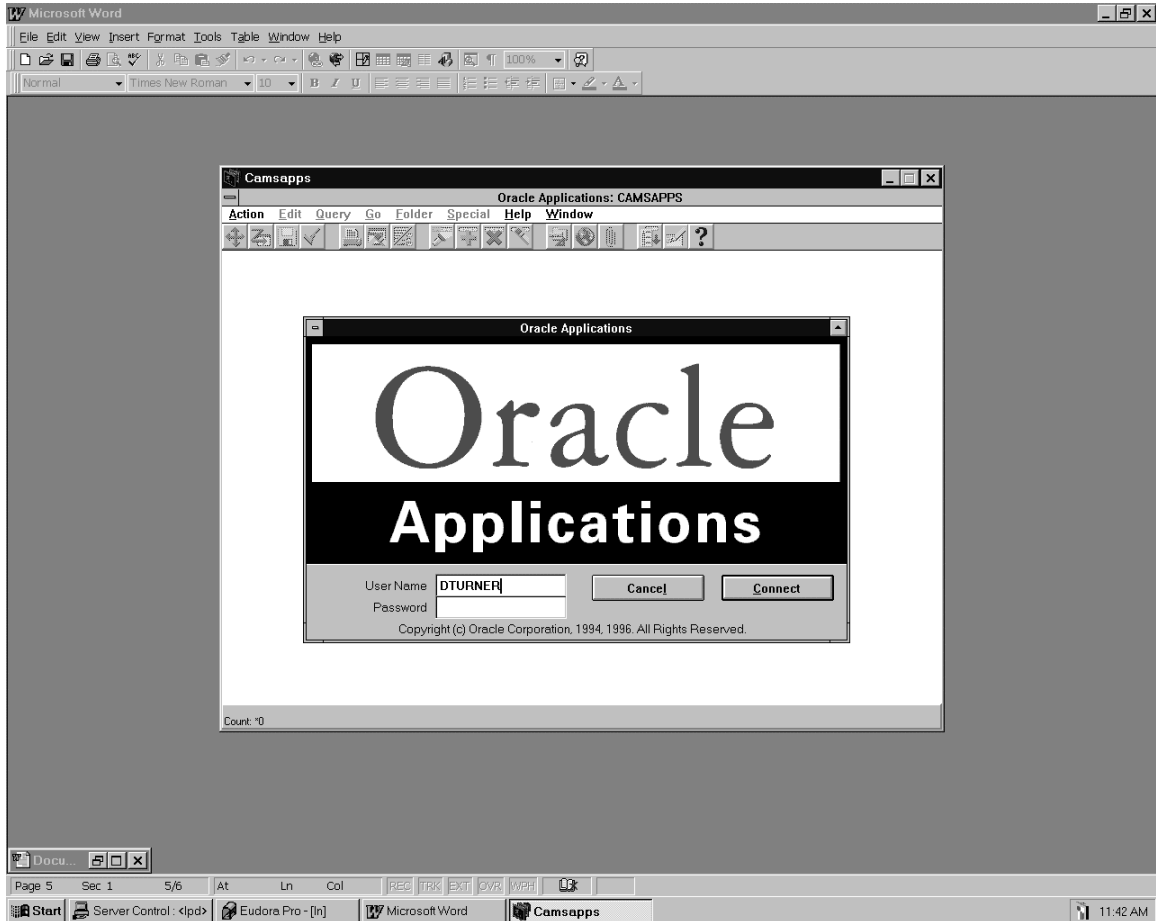 Microsoft Word
File Edit View Insert Format Tools Table Window Help
100%
Normal Times New Roman 10 B I U A
Camsapps
Oracle Applications: CAMSAPPS
Action Edit Query Go Folder Special Help Window
?
Oracle Applications
Oracle
Applications
User Name DTURNER Cancel Connect
Password
Copyright (c) Oracle Corporation, 1994, 1996. All Rights Reserved.
Count: *0
Docu...
Page 5 Sec 1 5/6 At Ln Col REC TRK EXT OVR WPH
Start Server Control : <lpd> Eudora Pro - [In] Microsoft Word Camsapps 11:42 AM